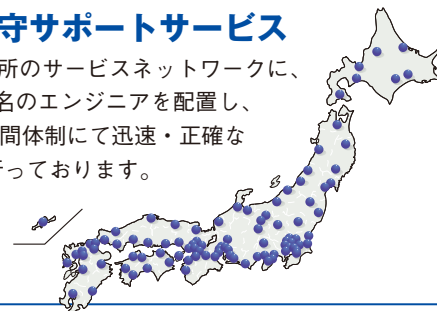 守サポートサービス
所のサービスネットワークに、
名のエンジニアを配置し、
間体制にて迅速・正確な
行っております。